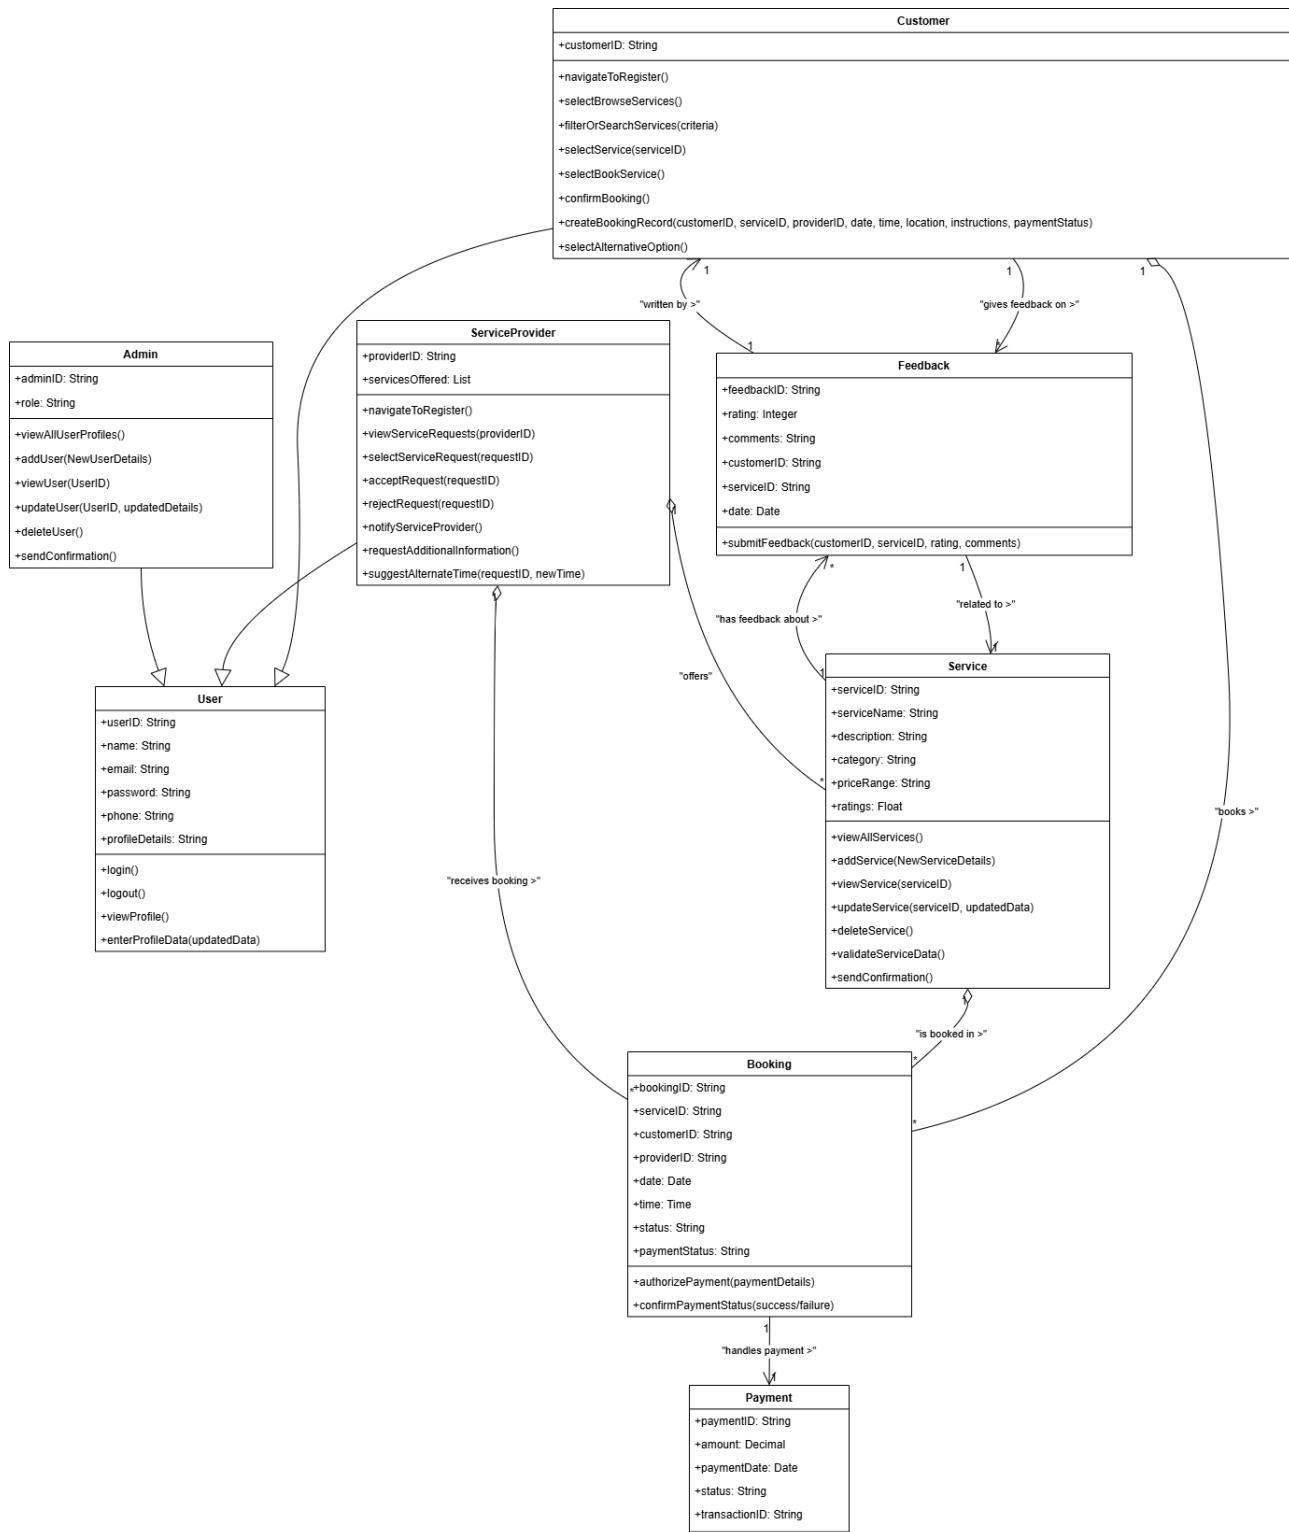 Customer
+customerID: String
+navigateToRegister()
+selectBrowseServices()
+filterOrSearchServices(criteria)
+selectService(serviceID)
+selectBookService()
+confirmBooking()
+createBookingRecord(customerID, serviceID, providerID, date, time, location, instructions, paymentStatus)
+selectAlternativeOption()
1
1
1
"written by >"
"gives feedback on >"
1
*
ServiceProvider
+providerID: String
+servicesOffered: List
+navigateToRegister()
+viewServiceRequests(providerID)
+selectServiceRequest(requestID)
+acceptRequest(requestID)
+rejectRequest(requestID)
+notifyServiceProvider()
+requestAdditionalInformation()
+suggestAlternateTime(requestID, newTime)
1
1
Admin
+adminID: String
+role: String
+viewAllUserProfiles()
+addUser(NewUserDetails)
+viewUser(UserID)
+updateUser(UserID, updatedDetails)
+deleteUser()
+sendConfirmation()
Feedback
+feedbackID: String
+rating: Integer
+comments: String
+customerID: String
+serviceID: String
+date: Date
+submitFeedback(customerID, serviceID, rating, comments)
*
1
"has feedback about >"
"related to >"
1
1
"offers"
*
User
+userID: String
+name: String
+email: String
+password: String
+phone: String
+profileDetails: String
+login()
+logout()
+viewProfile()
+enterProfileData(updatedData)
Service
+serviceID: String
+serviceName: String
+description: String
+category: String
+priceRange: String
+ratings: Float
+viewAllServices()
+addService(NewServiceDetails)
+viewService(serviceID)
+updateService(serviceID, updatedData)
+deleteService()
+validateServiceData()
+sendConfirmation()
1
"books >"
"receives booking >"
"is booked in >"
*
*
*
Booking
+bookingID: String
+serviceID: String
+customerID: String
+providerID: String
+date: Date
+time: Time
+status: String
+paymentStatus: String
+authorizePayment(paymentDetails)
+confirmPaymentStatus(success/failure)
1
"handles payment >"
1
Payment
+paymentID: String
+amount: Decimal
+paymentDate: Date
+status: String
+transactionID: String